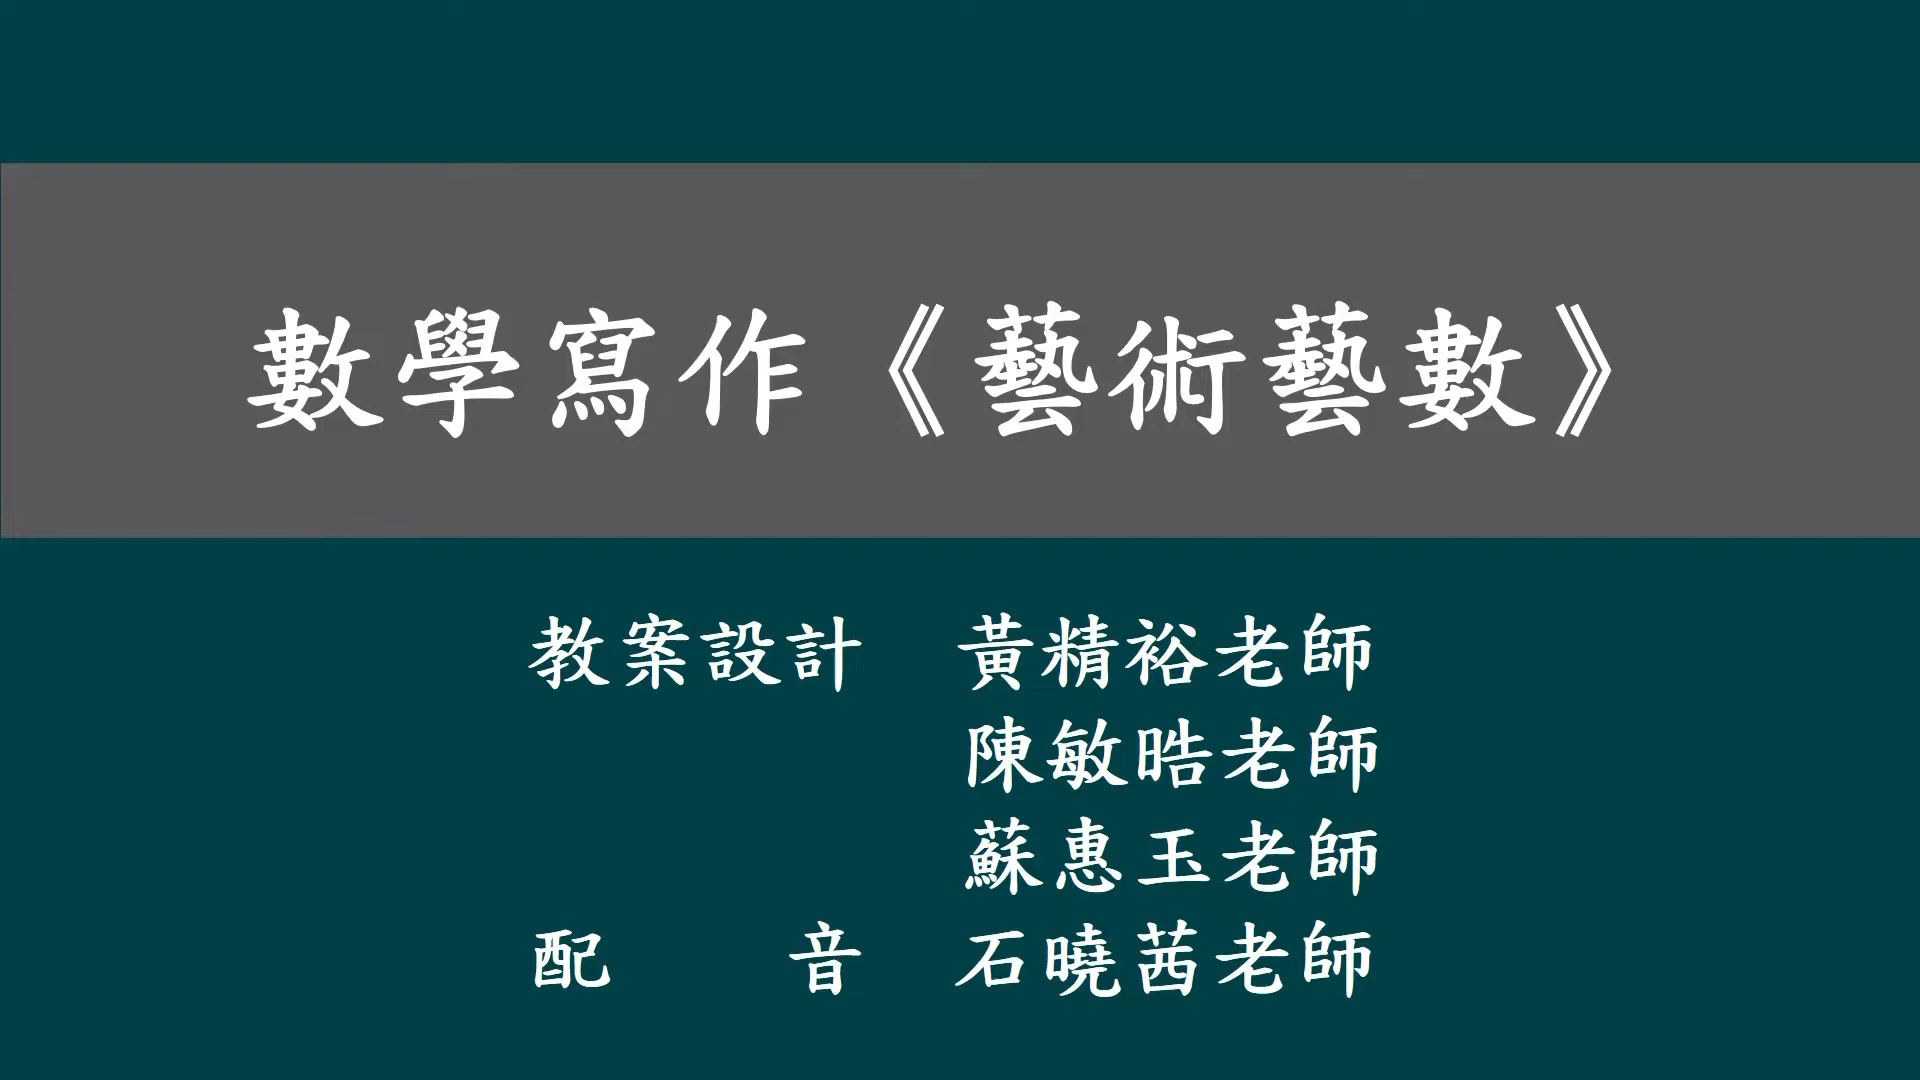 數學寫作《藝術藝數》
教案設計 黃精裕老師
陳敏晧老師
蘇惠玉老師
配 音 石曉茜老師